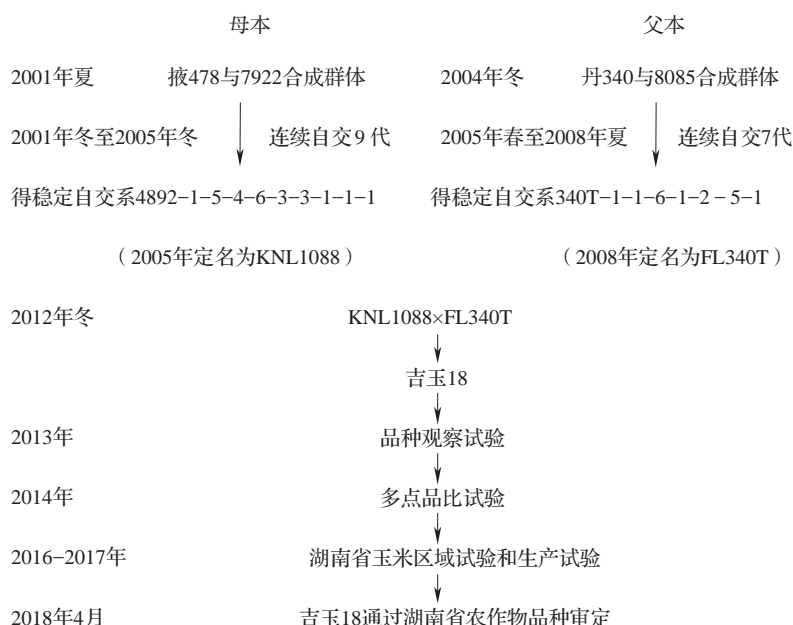 母本 父本
2001年夏 掖478与7922合成群体 2004年冬 丹340与8085合成群体
2001年冬至2005年冬 连续自交9 代 2005年春至2008年夏 连续自交7代
得稳定自交系4892−1−5−4−6−3−3−1−1−1 得稳定自交系340T−1−1−6−1−2 − 5−1
（2005年定名为KNL1088） （2008年定名为FL340T）
2012年冬 KNL1088×FL340T
吉玉18
2013年 品种观察试验
2014年 多点品比试验
2016−2017年 湖南省玉米区域试验和生产试验
2018年4月 吉玉18通过湖南省农作物品种审定